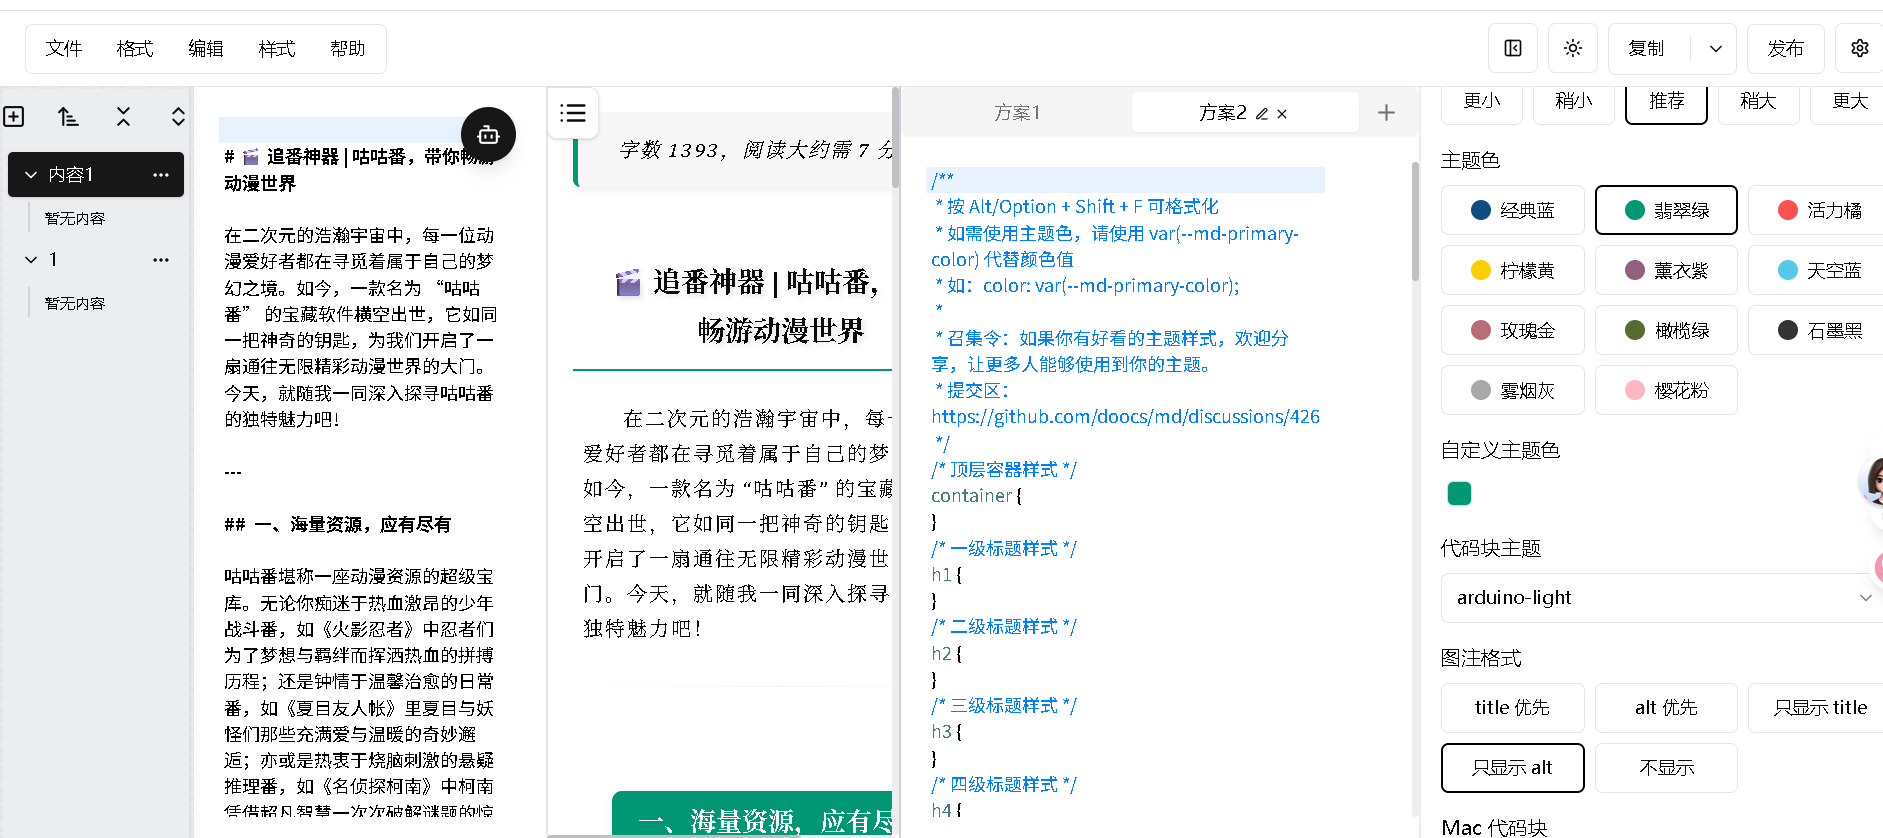 文件 格式 编辑 样式 帮助
复制 发布
内容1
暂无内容
1
暂无内容
# 🎬 追番神器 | 咕咕番，带你畅游
动漫世界
在二次元的浩瀚宇宙中，每一位动
漫爱好者都在寻觅着属于自己的梦
幻之境。如今，一款名为 “咕咕
番” 的宝藏软件横空出世，它如同
一把神奇的钥匙，为我们开启了一
扇通往无限精彩动漫世界的大门。
今天，就随我一同深入探寻咕咕番
的独特魅力吧！
---
## 一、海量资源，应有尽有
咕咕番堪称一座动漫资源的超级宝
库。无论你痴迷于热血激昂的少年
战斗番，如《火影忍者》中忍者们
为了梦想与羁绊而挥洒热血的拼搏
历程；还是钟情于温馨治愈的日常
番，如《夏目友人帐》里夏目与妖
怪们那些充满爱与温暖的奇妙邂
逅；亦或是热衷于烧脑刺激的悬疑
推理番，如《名侦探柯南》中柯南
凭借超凡智慧一次次破解谜题的惊
字数 1393，阅读大约需 7 分
🎬 追番神器 | 咕咕番，
畅游动漫世界
在二次元的浩瀚宇宙中，每一
爱好者都在寻觅着属于自己的梦
如今，一款名为 “咕咕番” 的宝藏
空出世，它如同一把神奇的钥匙
开启了一扇通往无限精彩动漫世
门。今天，就随我一同深入探寻
独特魅力吧！
一、海量资源，应有尽
方案1 方案2
/**
* 按 Alt/Option + Shift + F 可格式化
* 如需使用主题色，请使用 var(--md-primary-
color) 代替颜色值
* 如：color: var(--md-primary-color);
*
* 召集令：如果你有好看的主题样式，欢迎分
享，让更多人能够使用到你的主题。
* 提交区：
https://github.com/doocs/md/discussions/426
*/
/* 顶层容器样式 */
container {
}
/* 一级标题样式 */
h1 {
}
/* 二级标题样式 */
h2 {
}
/* 三级标题样式 */
h3 {
}
/* 四级标题样式 */
h4 {
更小 稍小 推荐 稍大 更大
主题色
经典蓝 翡翠绿 活力橘
柠檬黄 薰衣紫 天空蓝
玫瑰金 橄榄绿 石墨黑
雾烟灰 樱花粉
自定义主题色
代码块主题
arduino-light
图注格式
title 优先 alt 优先 只显示 title
只显示 alt 不显示
Mac 代码块